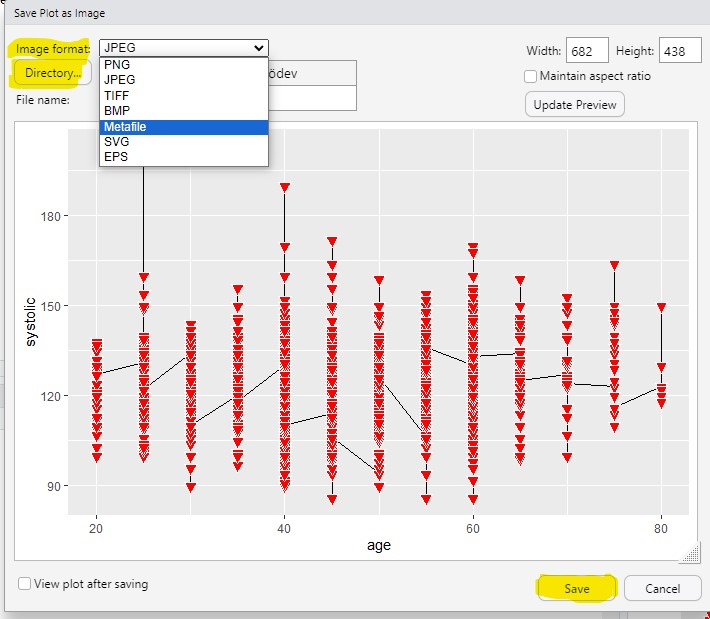 Save Plot as Image
Image format:
JPEG
Width:
682
Height:
438
PNG
JPEG
TIFF
BMP
Metafile
SVG
EPS
Directory...
ödev
Maintain aspect ratio
File name:
Update Preview
systolic
180
150
120
90
20
40
60
80
age
View plot after saving
Save
Cancel